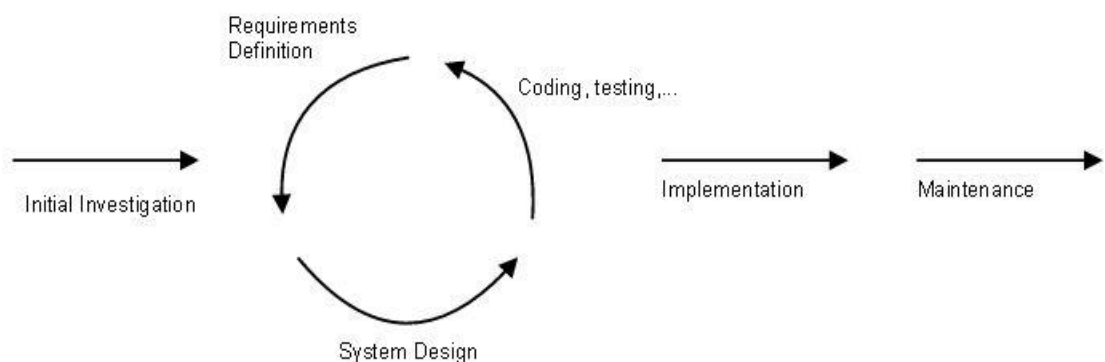 Requirements
Definition
Coding, testing,...
Initial Investigation
Implementation
Maintenance
System Design